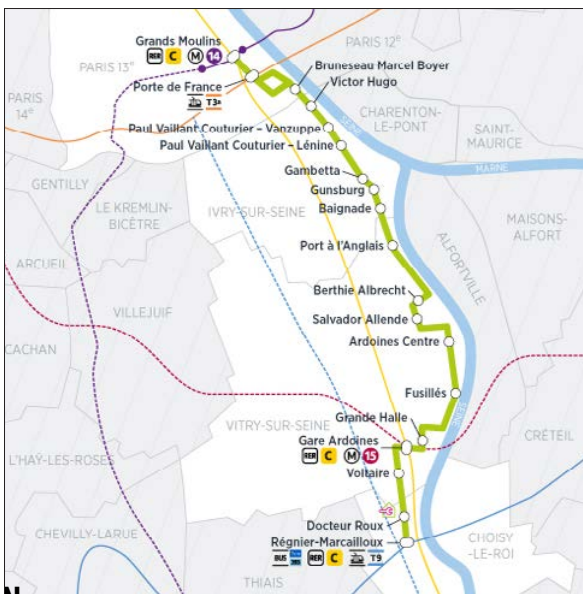 Grands Moulins
RER C M 14
PARIS 12e
PARIS 13e
Bruneseau Marcel Boyer
Porte de France
Victor Hugo
T3a
PARIS
14e
CHARENTON
-LE-PONT
Paul Vaillant Couturier – Vanzuppe
SAINT-
MAURICE
Paul Vaillant Couturier – Lénine
MARNE
Gambetta
GENTILLY
Gunsburg
LE KREMLIN-
BICÊTRE
IVRY-SUR-SEINE
Baignade
MAISONS-
ALFORT
Port à l'Anglais
ALFORTVILLE
ARCUEIL
Berthie Albrecht
VILLEJUIF
Salvador Allende
Ardoines Centre
CACHAN
Fusillés
SEINE
Grande Halle
VITRY-SUR-SEINE
CRÉTEIL
Gare Ardoines
RER C M 15
L'HAŸ-LES-ROSES
Voltaire
Docteur Roux
CHEVILLY-LARUE
Régnier-Marcailloux
CHOISY
-LE-ROI
BUS RER C T9
THIAIS
N